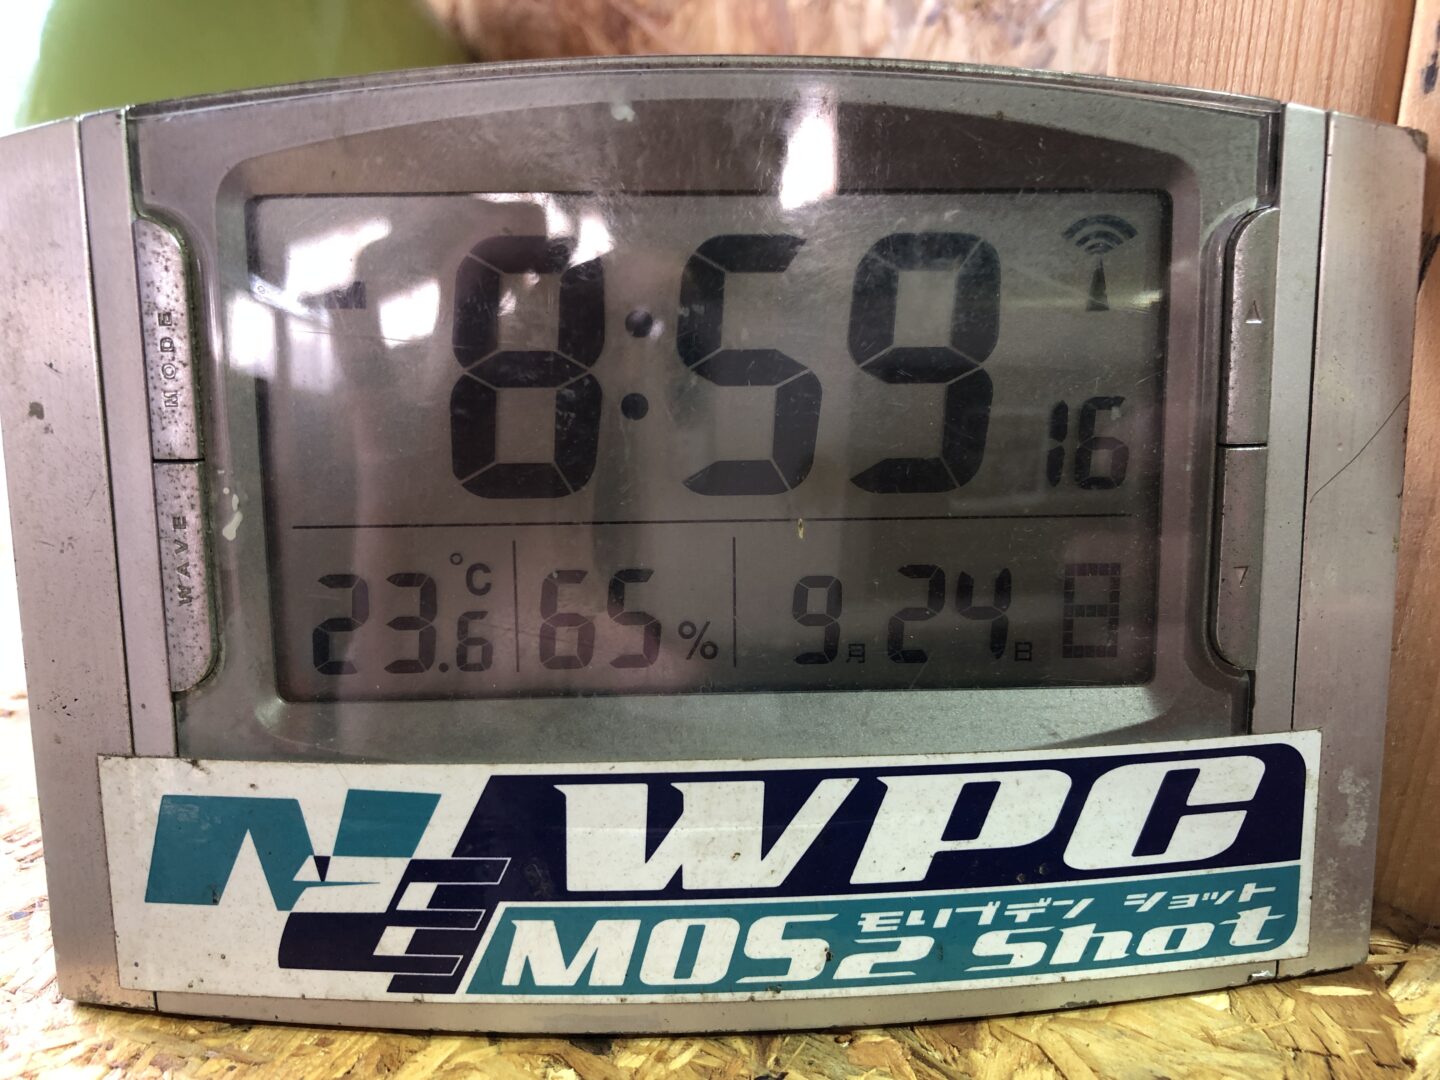 8:59
16
23.6 °C
65 %
9月 24日 日
MODE
WAVE
NE
WPC
モリブデン ショット
MOS2 Shot